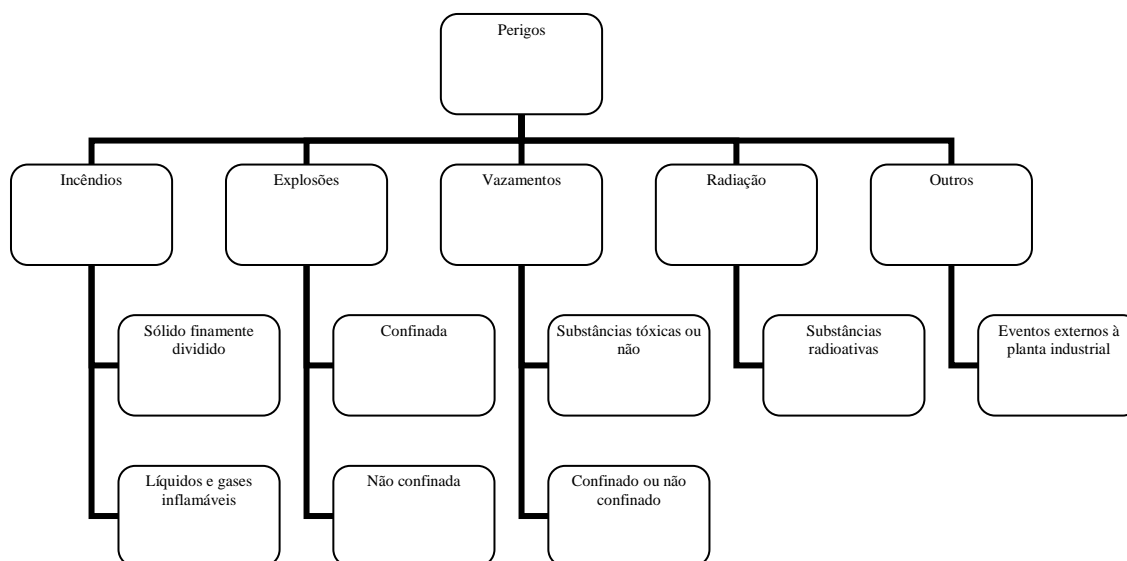 Perigos
Incêndios
Explosões
Vazamentos
Radiação
Outros
Sólido finamente
dividido
Confinada
Substâncias tóxicas ou
não
Substâncias
radioativas
Eventos externos à
planta industrial
Líquidos e gases
inflamáveis
Não confinada
Confinado ou não
confinado